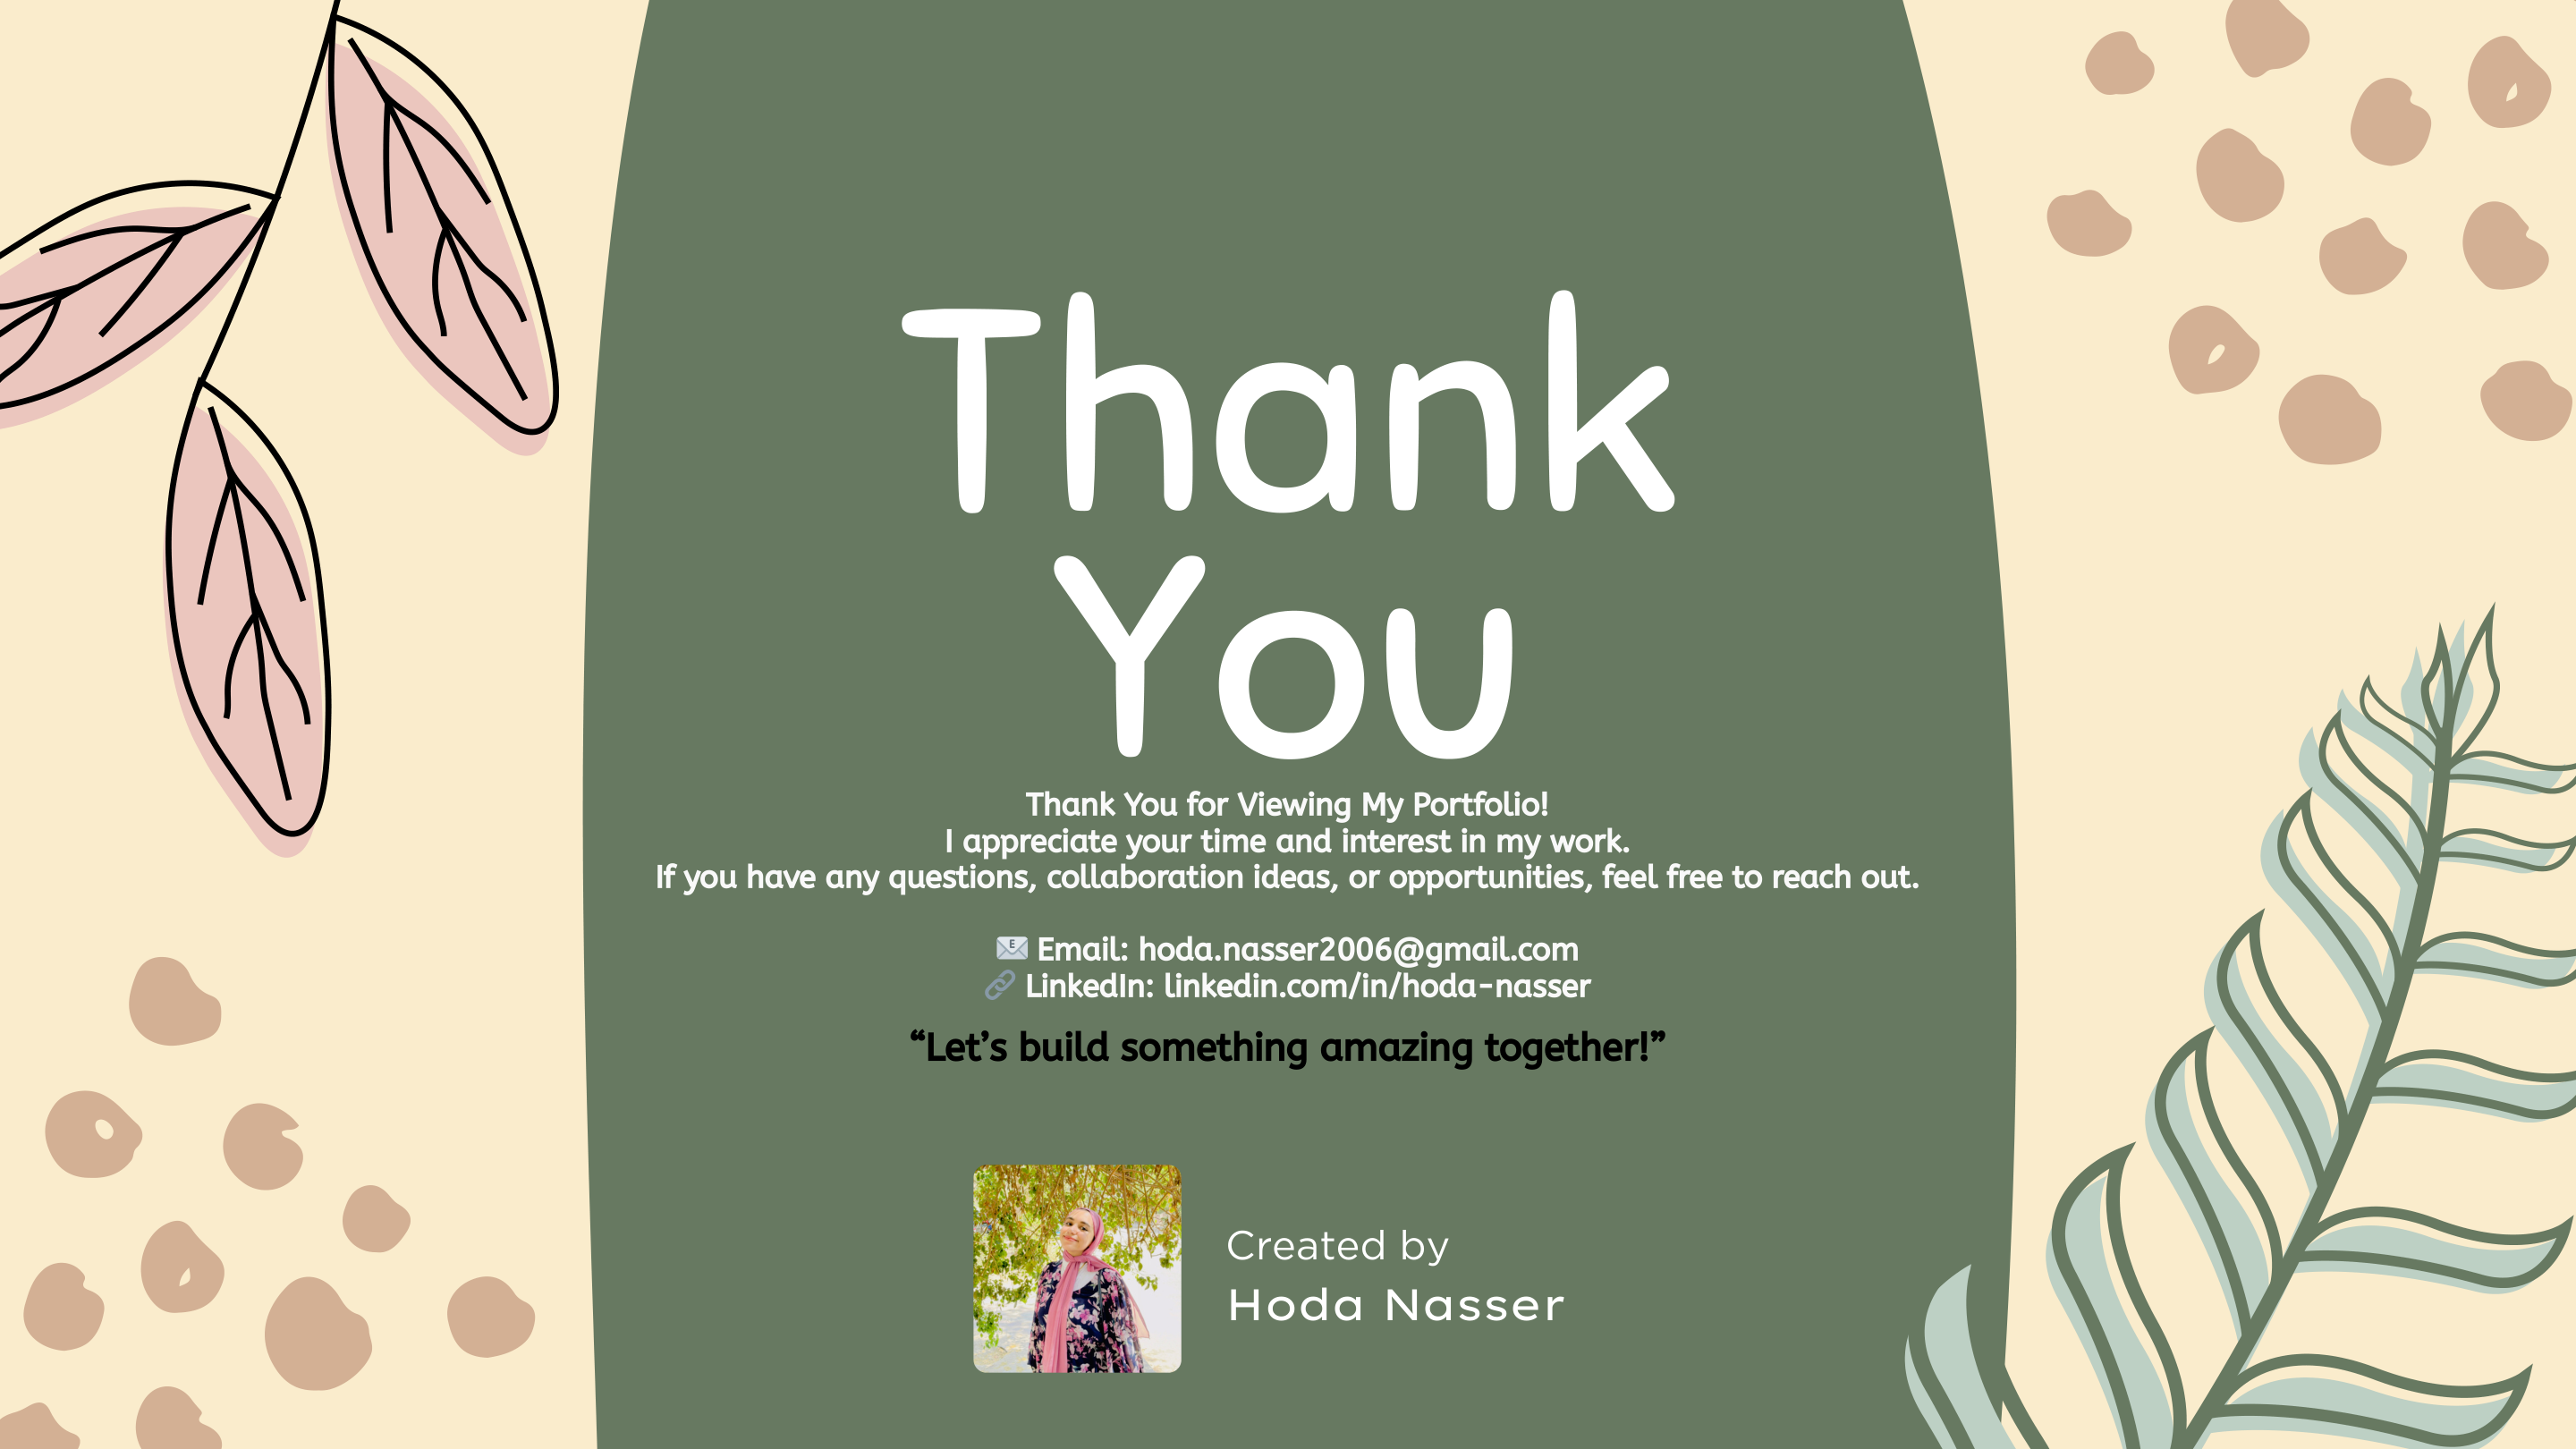 Thank
You
Thank You for Viewing My Portfolio!
I appreciate your time and interest in my work.
If you have any questions, collaboration ideas, or opportunities, feel free to reach out.
📧 Email: hoda.nasser2006@gmail.com
🔗 LinkedIn: linkedin.com/in/hoda-nasser
“Let’s build something amazing together!”
Created by
Hoda Nasser